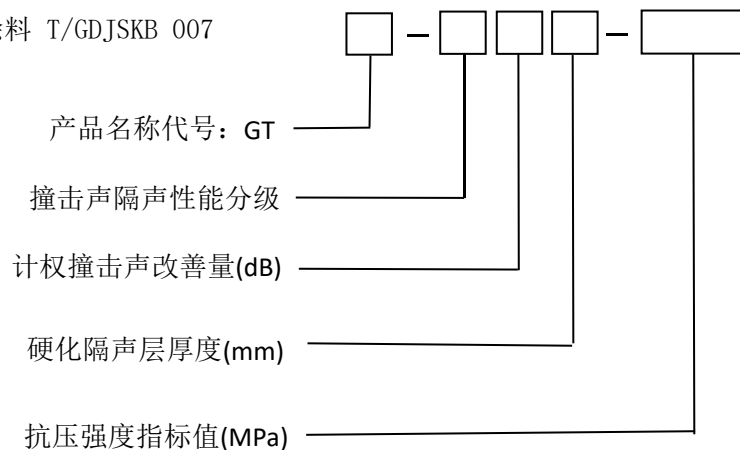 料 T/GDJSKB 007
产品名称代号：GT
撞击声隔声性能分级
计权撞击声改善量(dB)
硬化隔声层厚度(mm)
抗压强度指标值(MPa)